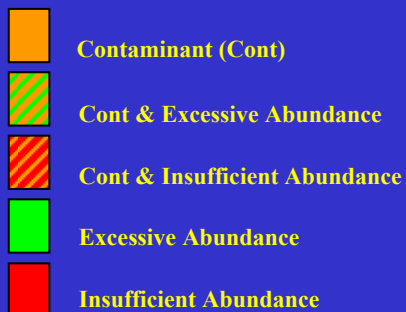 Contaminant (Cont)
Cont & Excessive Abundance
Cont & Insufficient Abundance
Excessive Abundance
Insufficient Abundance